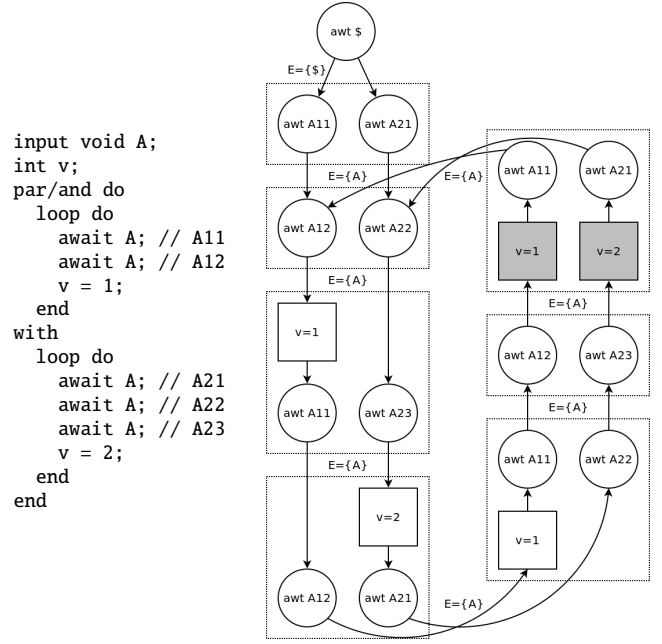 input void A;
int v;
par/and do
  loop do
    await A; // A11
    await A; // A12
    v = 1;
  end
with
  loop do
    await A; // A21
    await A; // A22
    await A; // A23
    v = 2;
  end
end
awt $
E={$}
awt A11 awt A21
E={A}
awt A12 awt A22
E={A}
v=1
awt A11 awt A23
E={A}
v=2
awt A12 awt A21
E={A}
v=1
awt A11 awt A22
E={A}
awt A12 awt A23
E={A}
v=1 v=2
awt A11 awt A21
E={A}